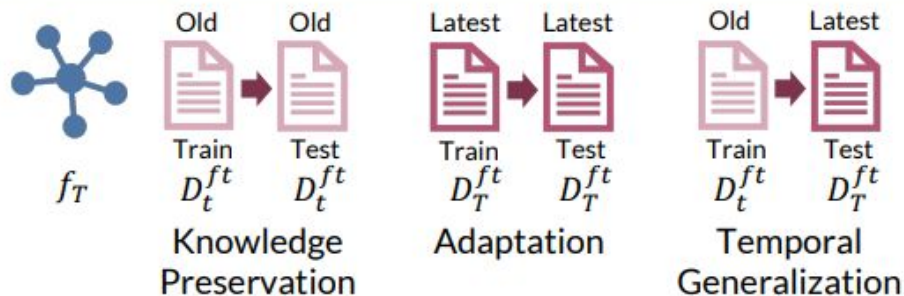 Old Old Latest Latest Old Latest
Train Test Train Test Train Test
f_T D_t^{ft} D_t^{ft} D_T^{ft} D_T^{ft} D_t^{ft} D_T^{ft}
Knowledge Adaptation Temporal
Preservation Generalization